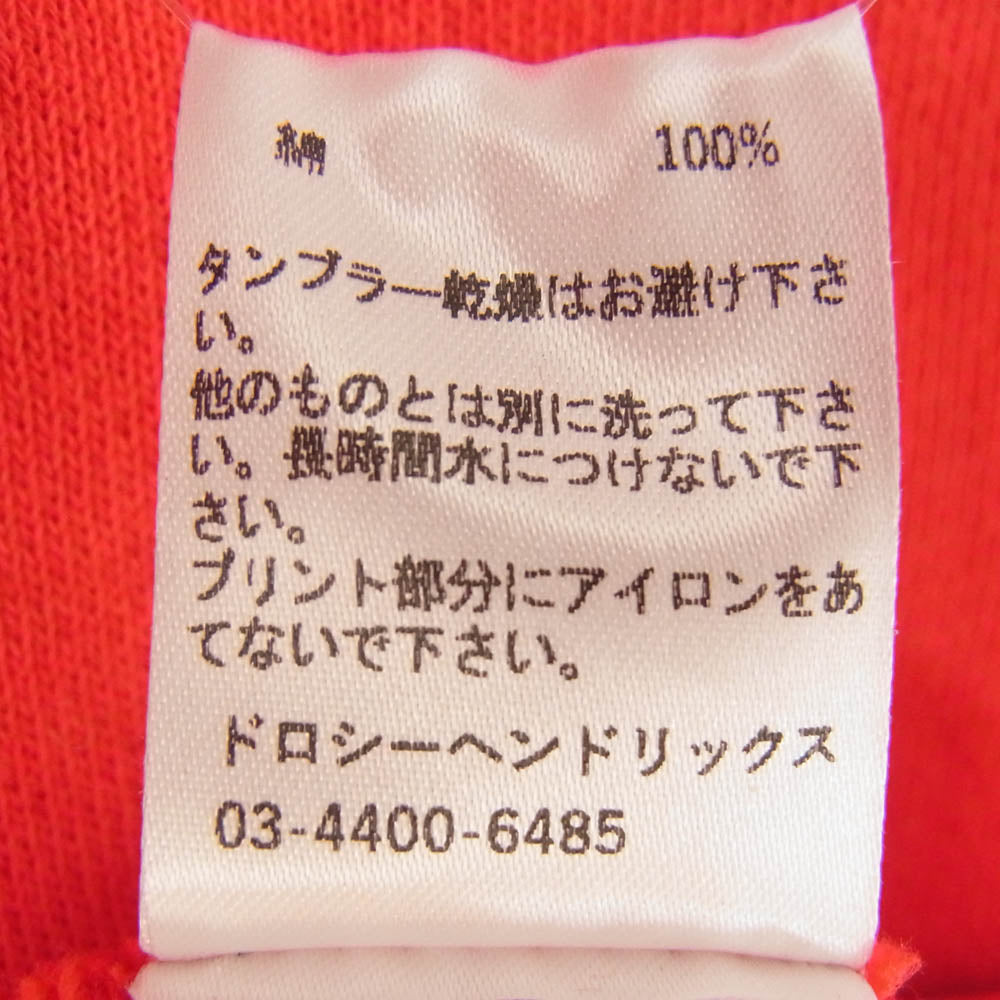 綿 100%
タンブラー乾燥はお避け下さ
い。
他のものとは別に洗って下さ
い。長時間水につけないで下
さい。
プリント部分にアイロンをあ
てないで下さい。
ドロシーヘンドリックス
03-4400-6485